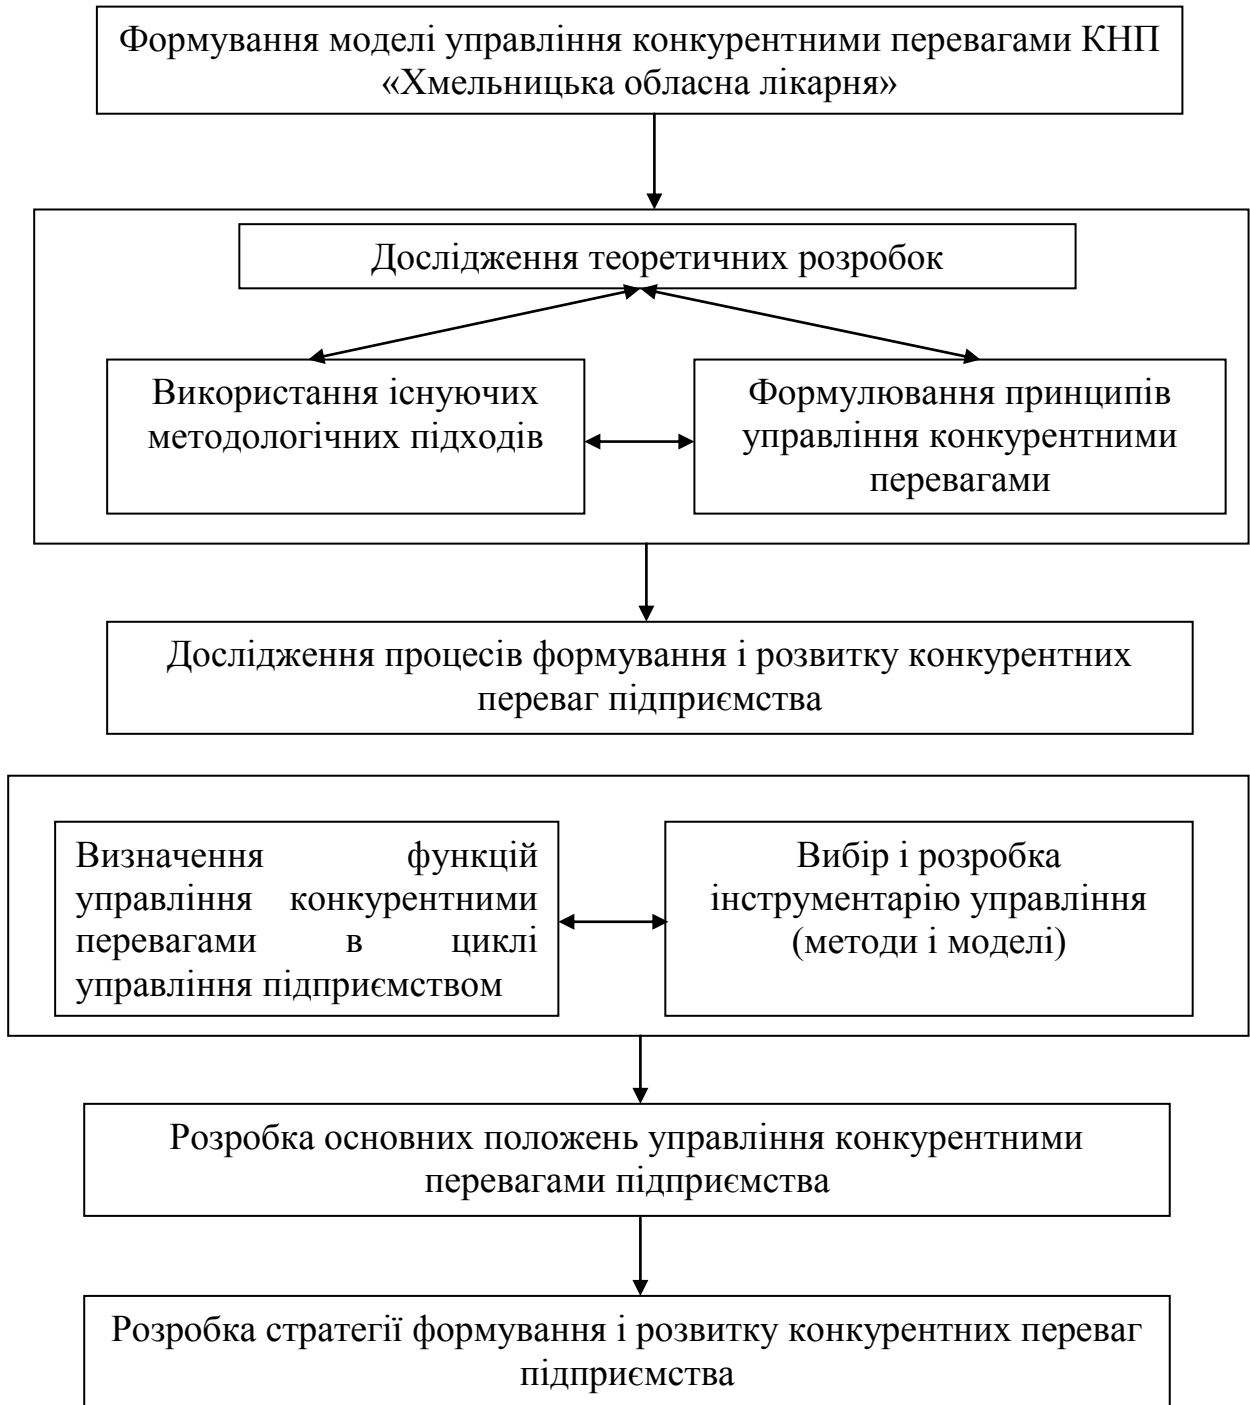 Формування моделі управління конкурентними перевагами КНП
«Хмельницька обласна лікарня»
Дослідження теоретичних розробок
Використання існуючих
методологічних підходів
Формулювання принципів
управління конкурентними
перевагами
Дослідження процесів формування і розвитку конкурентних
переваг підприємства
Визначення функцій
управління конкурентними
перевагами в циклі
управління підприємством
Вибір і розробка
інструментарію управління
(методи і моделі)
Розробка основних положень управління конкурентними
перевагами підприємства
Розробка стратегії формування і розвитку конкурентних переваг
підприємства